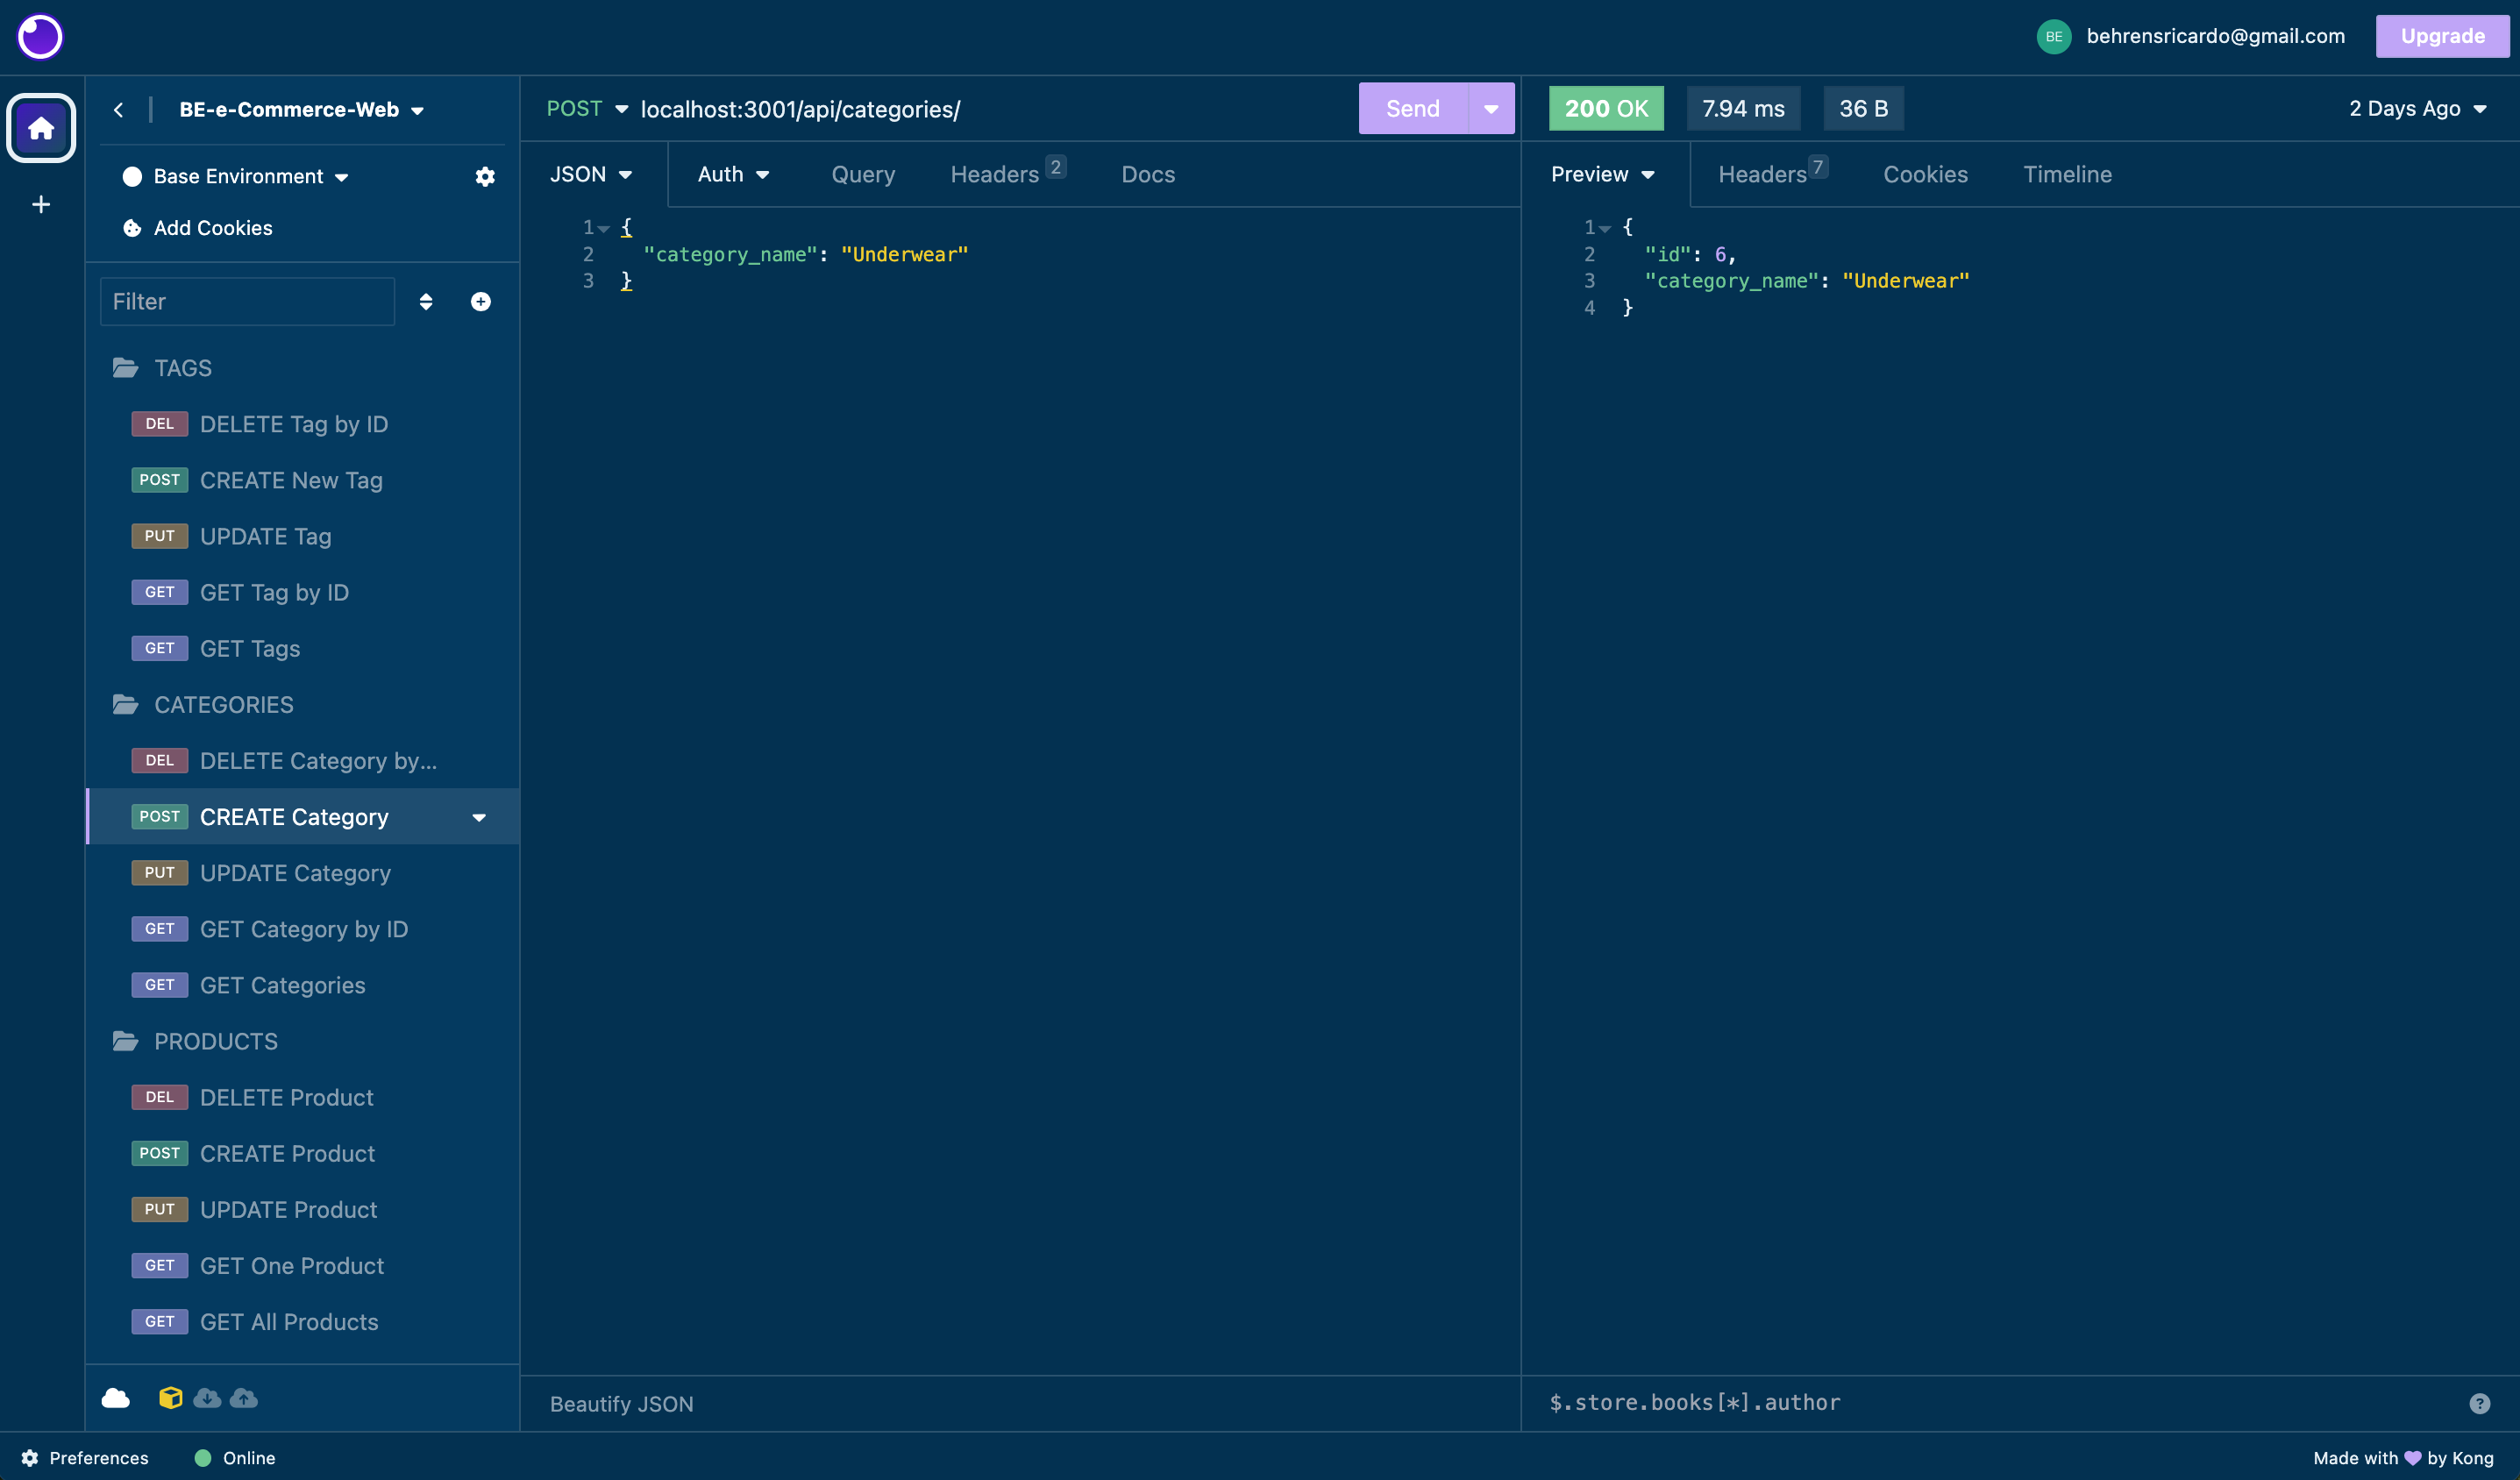 BE behrensricardo@gmail.com Upgrade
BE-e-Commerce-Web
Base Environment
Add Cookies
Filter
TAGS
DEL DELETE Tag by ID
POST CREATE New Tag
PUT UPDATE Tag
GET GET Tag by ID
GET GET Tags
CATEGORIES
DEL DELETE Category by...
POST CREATE Category
PUT UPDATE Category
GET GET Category by ID
GET GET Categories
PRODUCTS
DEL DELETE Product
POST CREATE Product
PUT UPDATE Product
GET GET One Product
GET GET All Products
POST localhost:3001/api/categories/ Send
JSON Auth Query Headers 2 Docs
1 {
2 "category_name": "Underwear"
3 }
Beautify JSON
200 OK 7.94 ms 36 B 2 Days Ago
Preview Headers 7 Cookies Timeline
1 {
2 "id": 6,
3 "category_name": "Underwear"
4 }
$.store.books[*].author ?
Preferences Online Made with by Kong